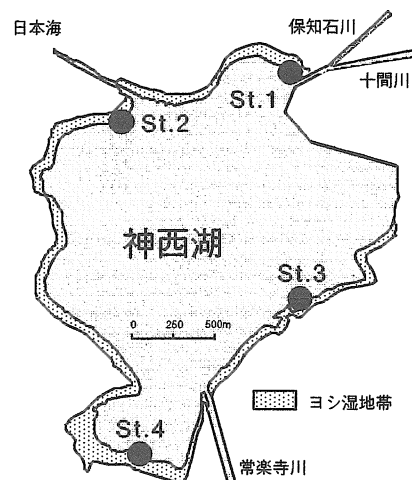 日本海
保知石川
十間川
St.1
St.2
神西湖
St.3
0 250 500m
ヨシ湿地帯
St.4
常楽寺川